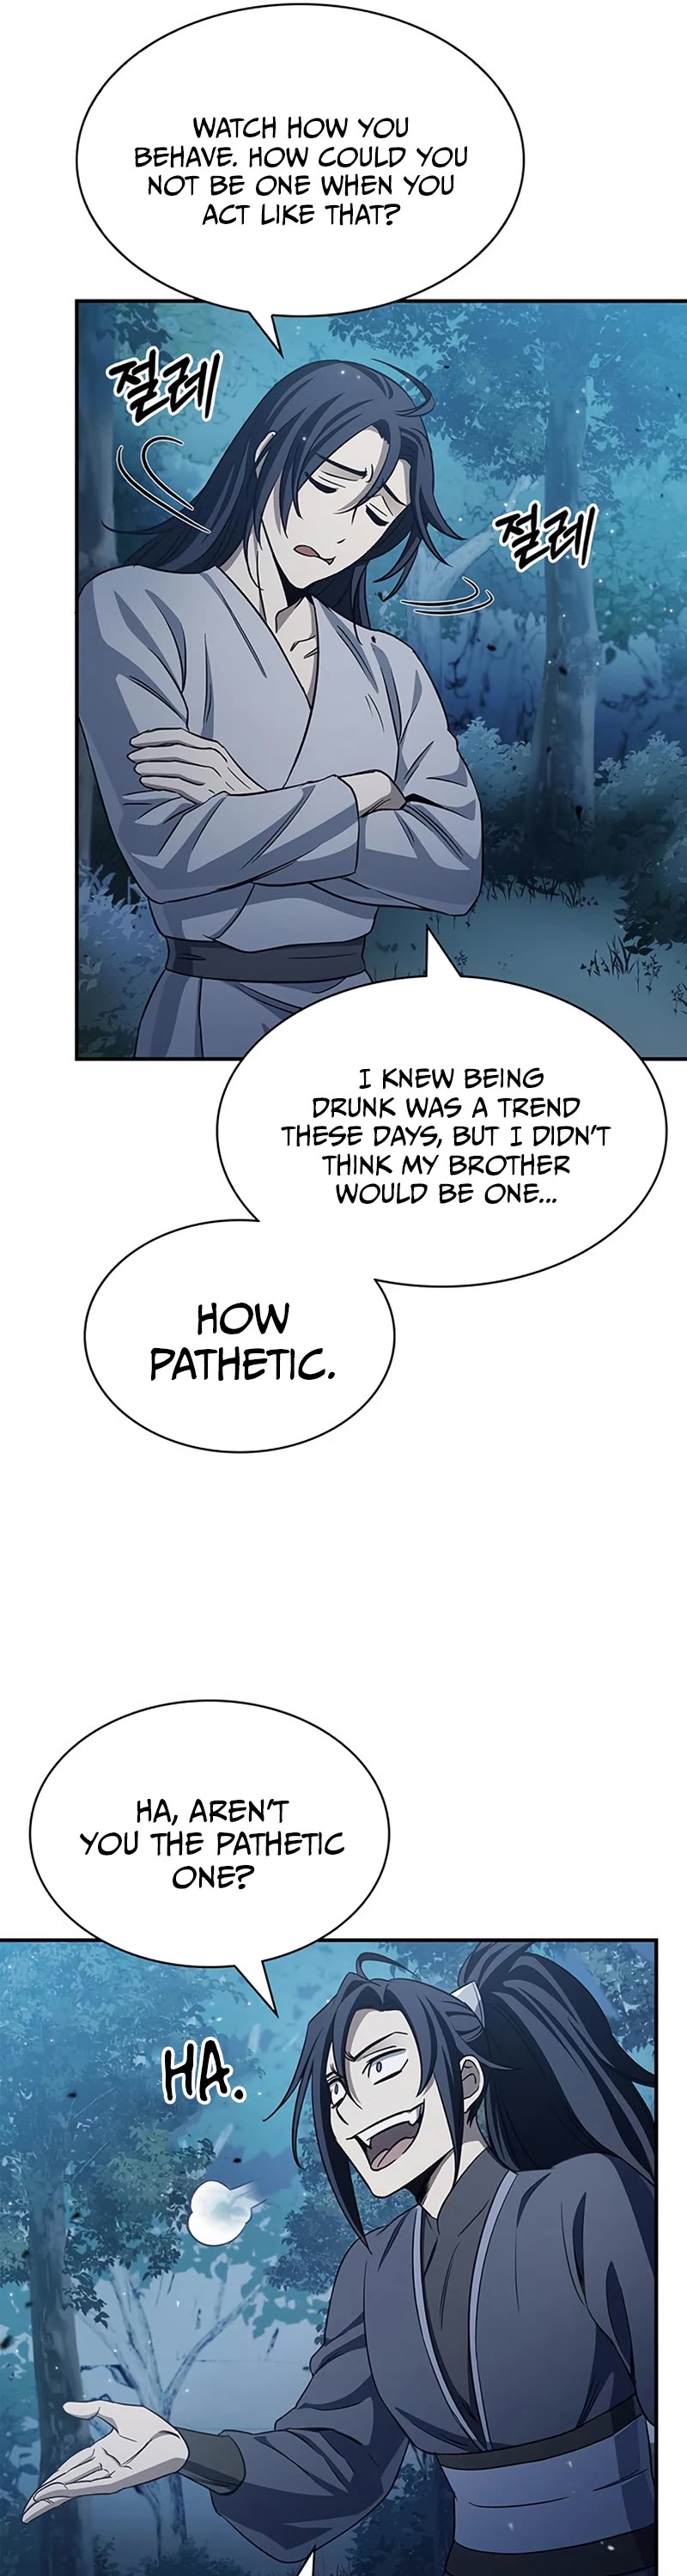 WATCH HOW YOU
BEHAVE. HOW COULD YOU
NOT BE ONE WHEN YOU
ACT LIKE THAT?
절레
절레
I KNEW BEING
DRUNK WAS A TREND
THESE DAYS, BUT I DIDN'T
THINK MY BROTHER
WOULD BE ONE...
HOW
PATHETIC.
HA, AREN'T
YOU THE PATHETIC
ONE?
HA.